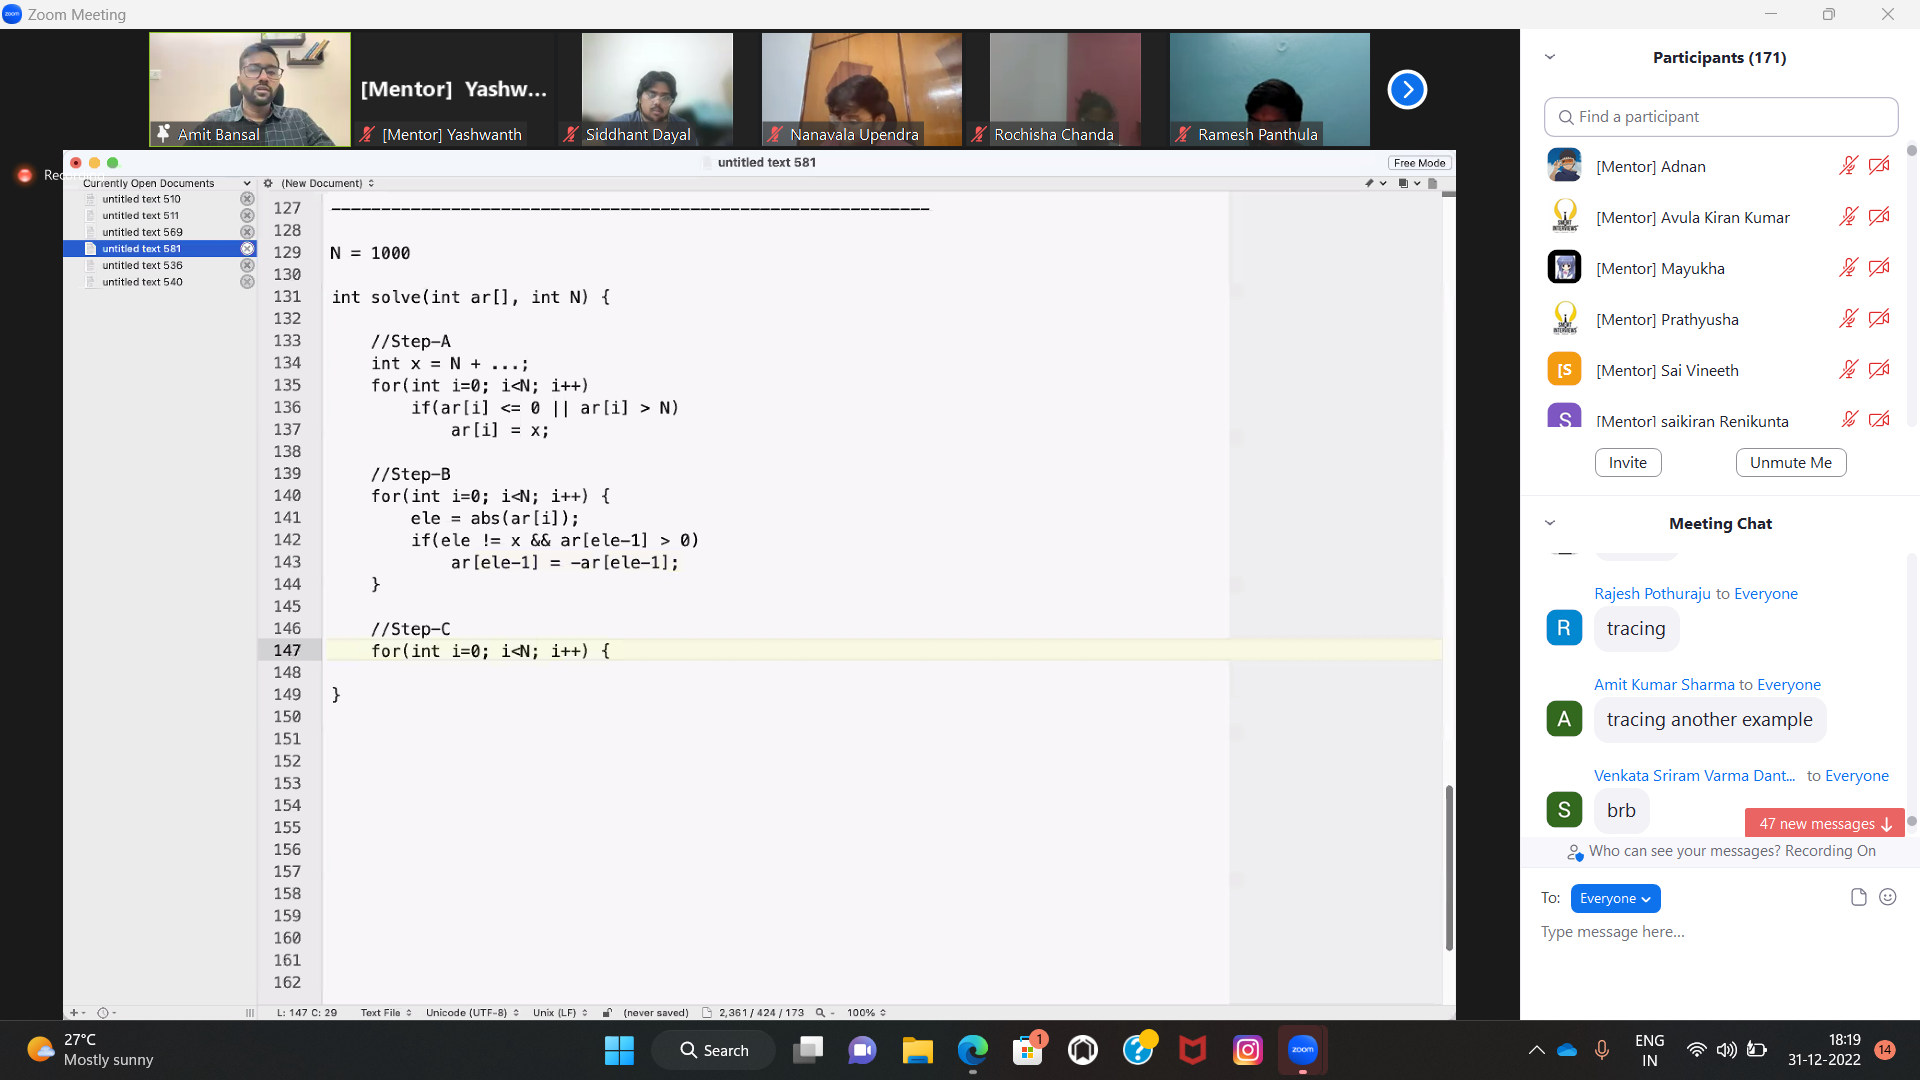 Zoom Meeting
Amit Bansal
[Mentor] Yashw...
[Mentor] Yashwanth
Siddhant Dayal
Nanavala Upendra
Rochisha Chanda
Ramesh Panthula
untitled text 581
Free Mode
Currently Open Documents
(New Document)
untitled text 510
untitled text 511
untitled text 569
untitled text 581
untitled text 536
untitled text 540
127 ------------------------------------------------------------
128
129 N = 1000
130
131 int solve(int ar[], int N) {
132
133 //Step-A
134 int x = N + ...;
135 for(int i=0; i<N; i++)
136 if(ar[i] <= 0 || ar[i] > N)
137 ar[i] = x;
138
139 //Step-B
140 for(int i=0; i<N; i++) {
141 ele = abs(ar[i]);
142 if(ele != x && ar[ele-1] > 0)
143 ar[ele-1] = -ar[ele-1];
144 }
145
146 //Step-C
147 for(int i=0; i<N; i++) {
148
149 }
150
151
152
153
154
155
156
157
158
159
160
161
162
L: 147 C: 29 Text File Unicode (UTF-8) Unix (LF) (never saved) 2,361 / 424 / 173 100%
Participants (171)
Find a participant
[Mentor] Adnan
[Mentor] Avula Kiran Kumar
[Mentor] Mayukha
[Mentor] Prathyusha
[S [Mentor] Sai Vineeth
S [Mentor] saikiran Renikunta
Invite
Unmute Me
Meeting Chat
Rajesh Pothuraju to Everyone
R tracing
Amit Kumar Sharma to Everyone
A tracing another example
Venkata Sriram Varma Dant... to Everyone
S brb
47 new messages
Who can see your messages? Recording On
To: Everyone
Type message here...
27°C
Mostly sunny
Search
1
zoom
ENG
IN
18:19
31-12-2022
14